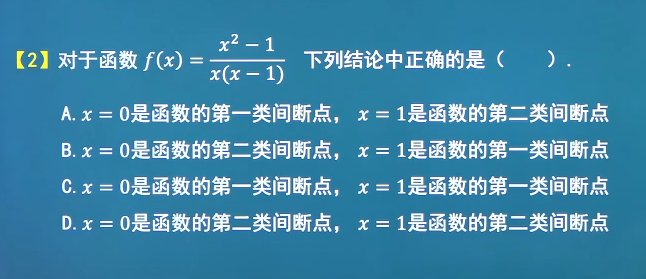 【2】对于函数 f(x) = \frac{x^2 - 1}{x(x - 1)} 下列结论中正确的是（ ）.
A. x = 0是函数的第一类间断点， x = 1是函数的第二类间断点
B. x = 0是函数的第二类间断点， x = 1是函数的第一类间断点
C. x = 0是函数的第一类间断点， x = 1是函数的第一类间断点
D. x = 0是函数的第二类间断点， x = 1是函数的第二类间断点